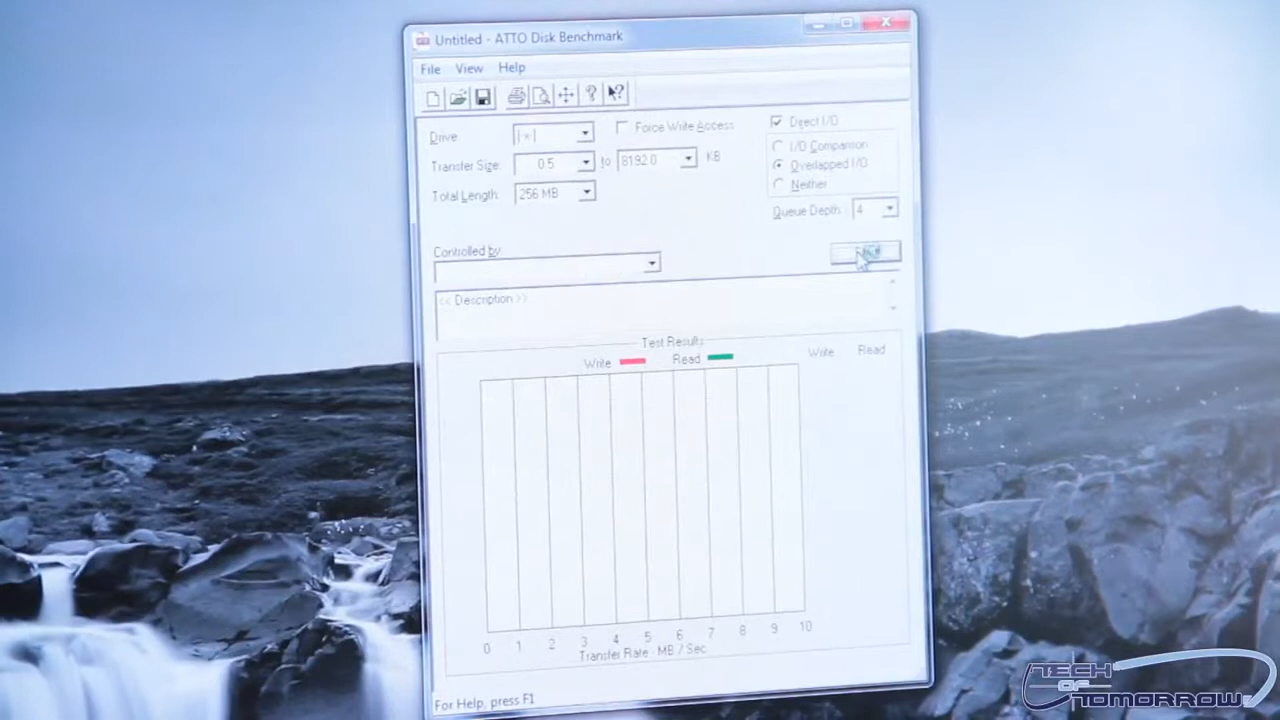 Untitled - ATTO Disk Benchmark
File View Help
Drive
Force Write Access
Direct I/O
Transfer Size: 0.5 to 8192.0 KB
I/O Comparison
Overlapped I/O
Total Length: 256 MB
Neither
Queue Depth: 4
Controlled by
<< Description >>
Test Results
Write Read
Write Read
0 1 2 3 4 5 6 7 8 9 10
Transfer Rate - MB / Sec
For Help, press F1
TECH
OF
TOMORROW